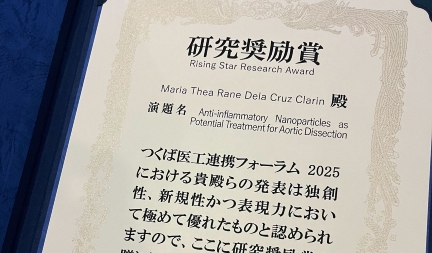 研究奨励賞
Rising Star Research Award
Maria Thea Rane Dela Cruz Clarin 殿
演題名 Anti-inflammatory Nanoparticles as
Potential Treatment for Aortic Dissection
つくば医工連携フォーラム 2025
における貴殿らの発表は独創
性、新規性かつ表現力におい
て極めて優れたものと認められ
ますので、ここに研究奨励賞